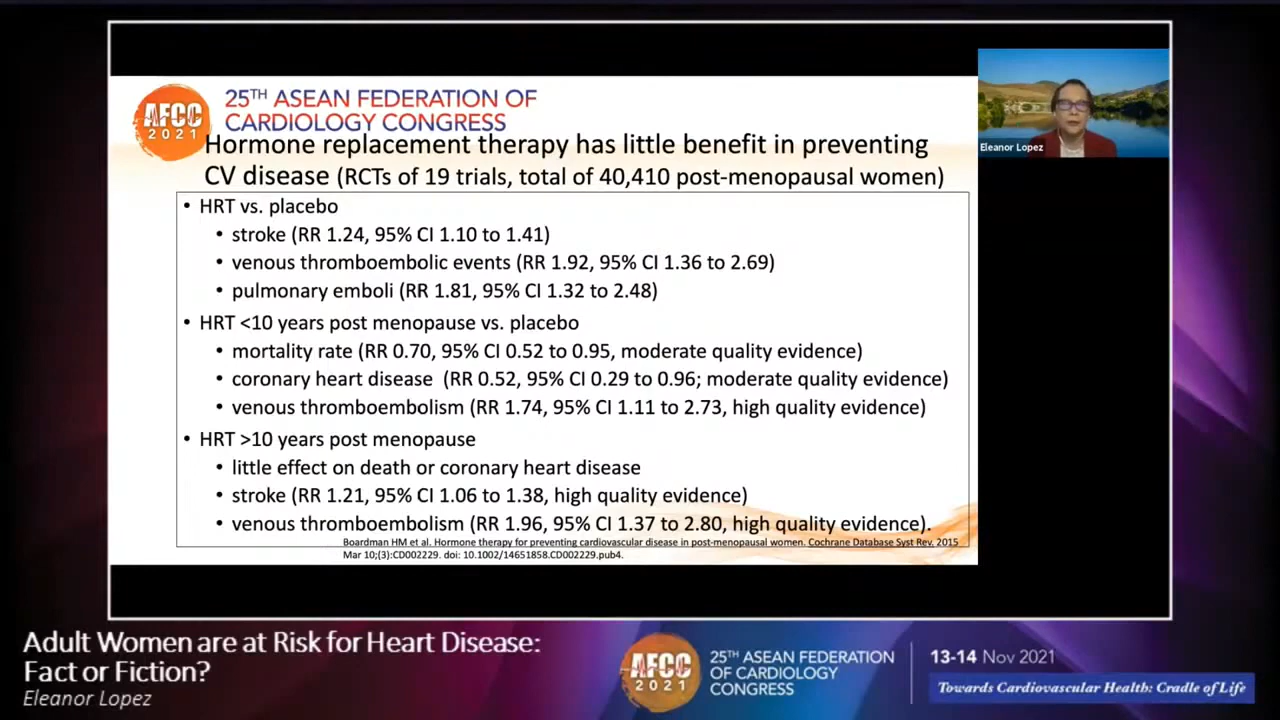 AFCC
2021
25TH ASEAN FEDERATION OF
CARDIOLOGY CONGRESS
Hormone replacement therapy has little benefit in preventing
CV disease (RCTs of 19 trials, total of 40,410 post-menopausal women)
• HRT vs. placebo
• stroke (RR 1.24, 95% CI 1.10 to 1.41)
• venous thromboembolic events (RR 1.92, 95% CI 1.36 to 2.69)
• pulmonary emboli (RR 1.81, 95% CI 1.32 to 2.48)
• HRT <10 years post menopause vs. placebo
• mortality rate (RR 0.70, 95% CI 0.52 to 0.95, moderate quality evidence)
• coronary heart disease (RR 0.52, 95% CI 0.29 to 0.96; moderate quality evidence)
• venous thromboembolism (RR 1.74, 95% CI 1.11 to 2.73, high quality evidence)
• HRT >10 years post menopause
• little effect on death or coronary heart disease
• stroke (RR 1.21, 95% CI 1.06 to 1.38, high quality evidence)
• venous thromboembolism (RR 1.96, 95% CI 1.37 to 2.80, high quality evidence).
Boardman HM et al. Hormone therapy for preventing cardiovascular disease in post-menopausal women. Cochrane Database Syst Rev. 2015
Mar 10;(3):CD002229. doi: 10.1002/14651858.CD002229.pub4.
Eleanor Lopez
Adult Women are at Risk for Heart Disease:
Fact or Fiction?
Eleanor Lopez
AFCC
2021
25TH ASEAN FEDERATION
OF CARDIOLOGY
CONGRESS
13-14 Nov 2021
Towards Cardiovascular Health: Cradle of Life